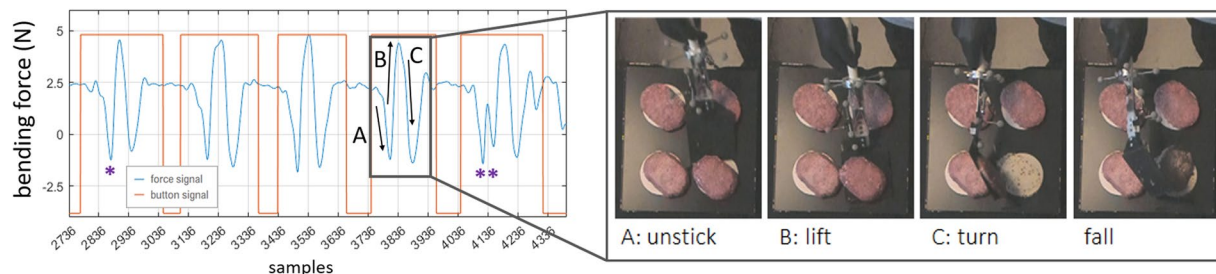 bending force (N)
6
5
2.5
0
-2.5
A
B
C
*
**
force signal
button signal
2736 2836 2936 3036 3136 3236 3336 3436 3536 3636 3736 3836 3936 4036 4136 4236 4336
samples
A: unstick
B: lift
C: turn
fall